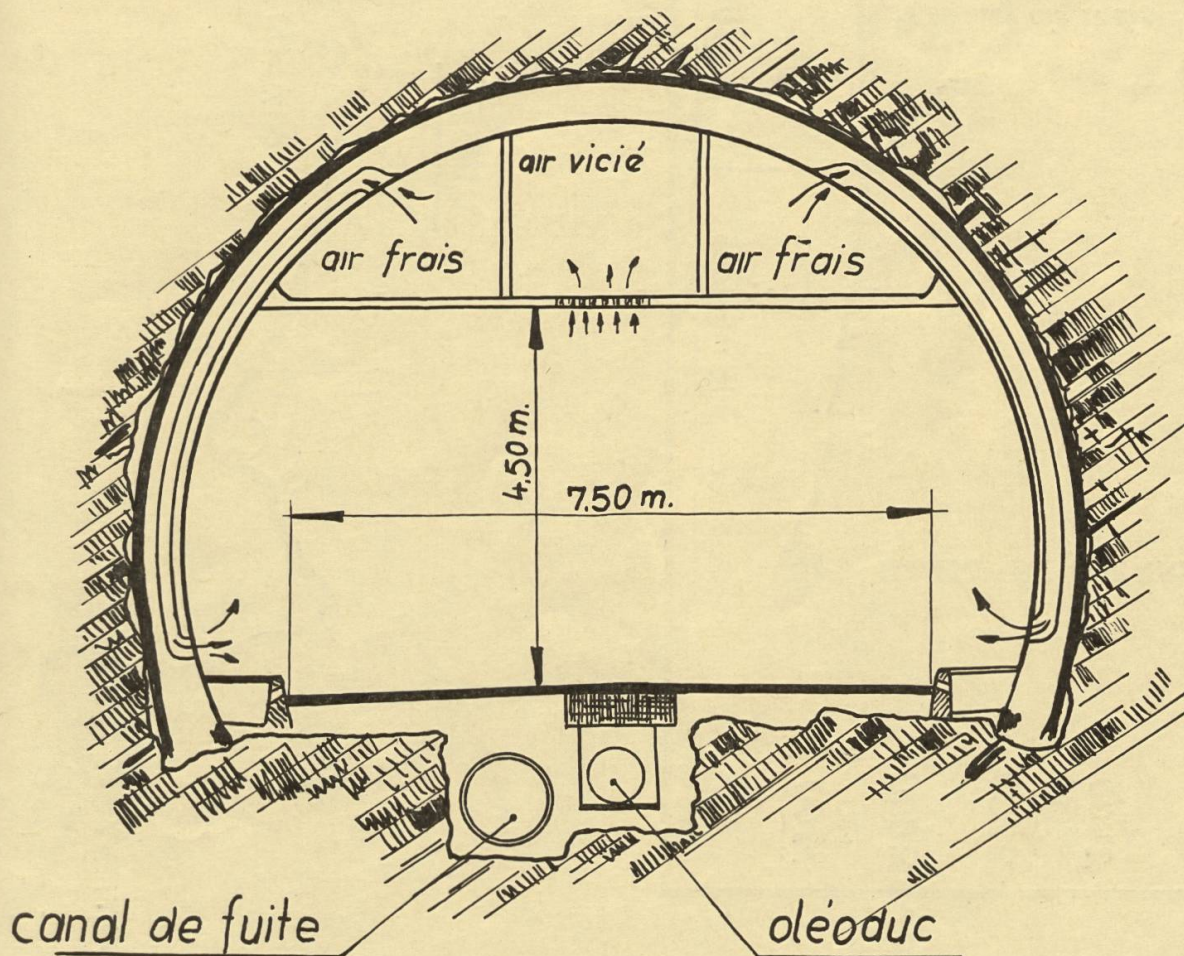 air vicié
air frais
air frais
4.50 m.
7.50 m.
canal de fuite
oléoduc